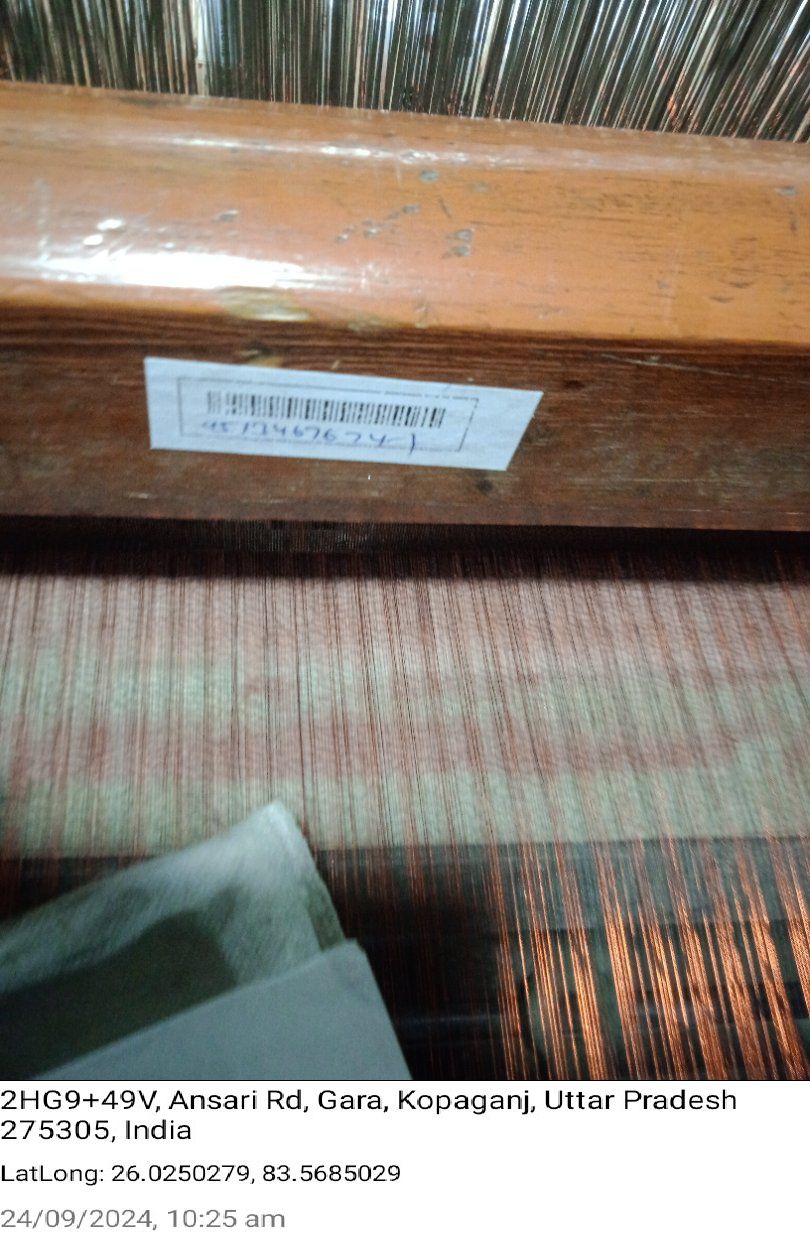 2HG9+49V, Ansari Rd, Gara, Kopaganj, Uttar Pradesh
275305, India
LatLong: 26.0250279, 83.5685029
24/09/2024, 10:25 am